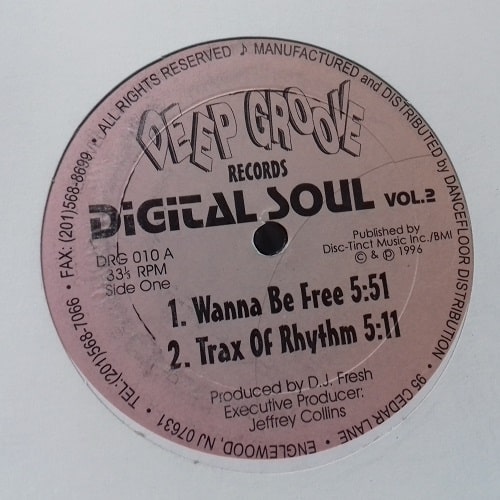 ALL RIGHTS RESERVED ♪ MANUFACTURED and DISTRIBUTED by DANCEFLOOR DISTRIBUTION • 95 CEDAR LANE • ENGLEWOOD, NJ 07631 • TEL:(201)568-7066 • FAX: (201)568-8699 •
DEEP GROOVE
RECORDS
DiGiTAL SOUL VOL.2
DRG 010 A
33⅓ RPM
Side One
Published by
Disc-Tinct Music Inc./BMI
© & ℗ 1996
1. Wanna Be Free 5:51
2. Trax Of Rhythm 5:11
Produced by D.J. Fresh
Executive Producer:
Jeffrey Collins